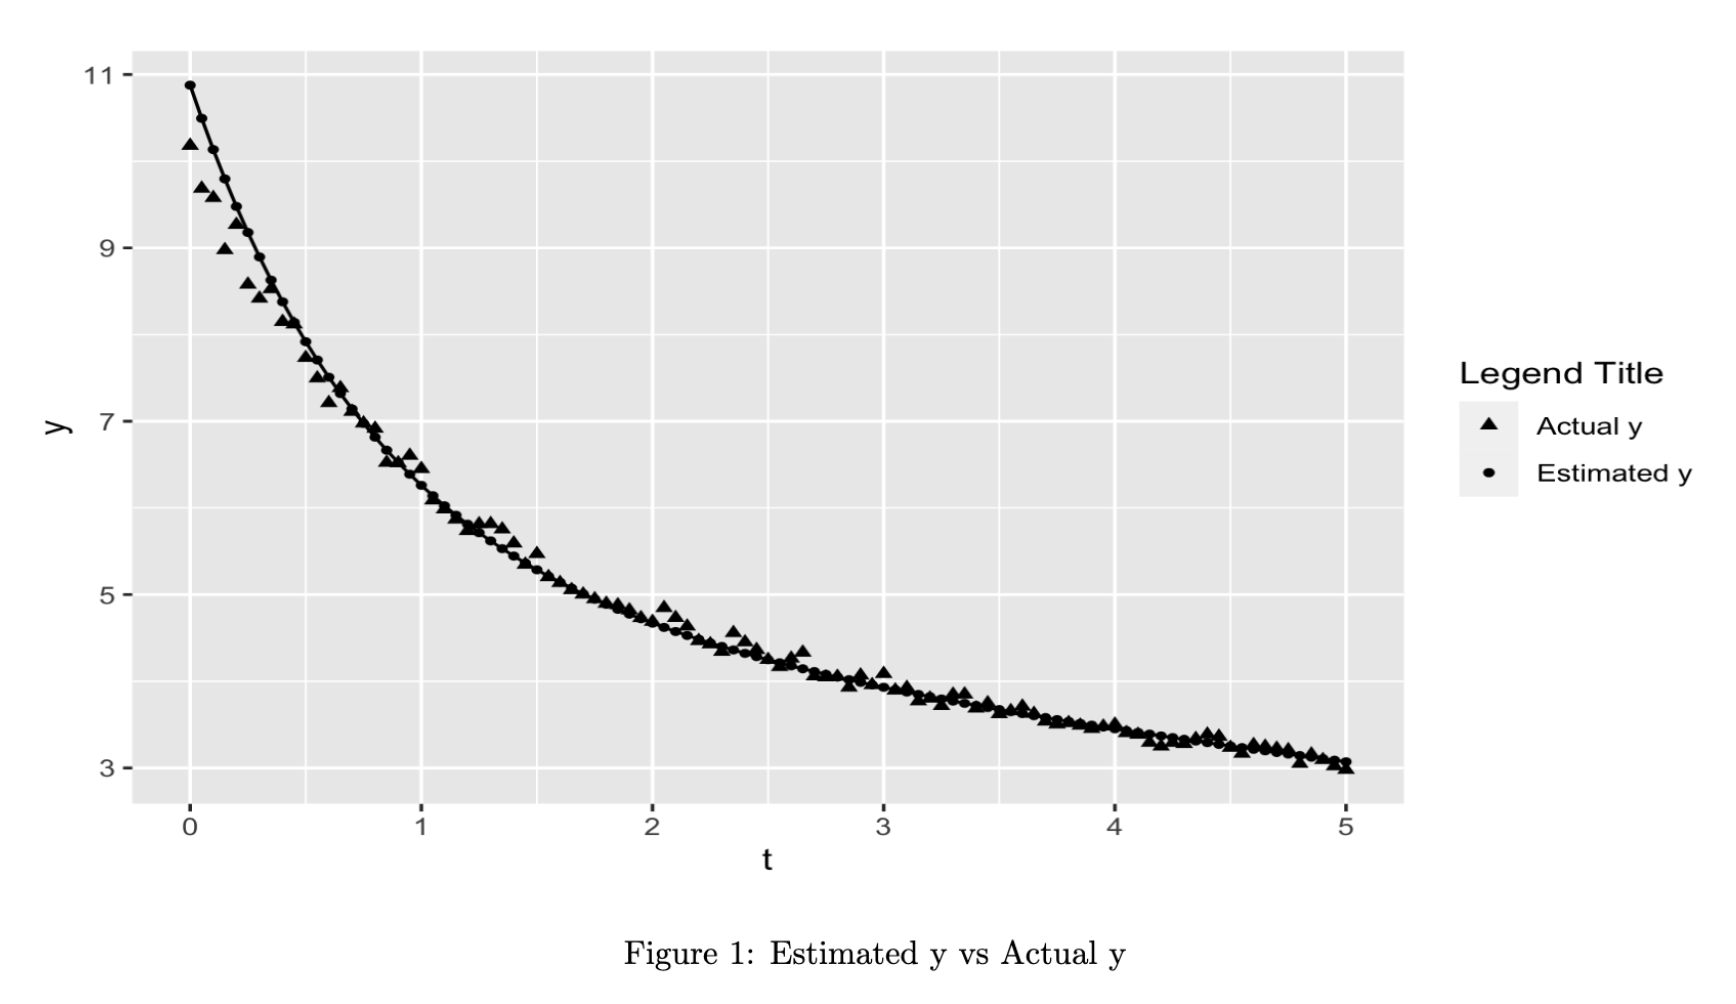 11
9
7
5
3
y
0 1 2 3 4 5
t
Legend Title
Actual y
Estimated y
Figure 1: Estimated y vs Actual y